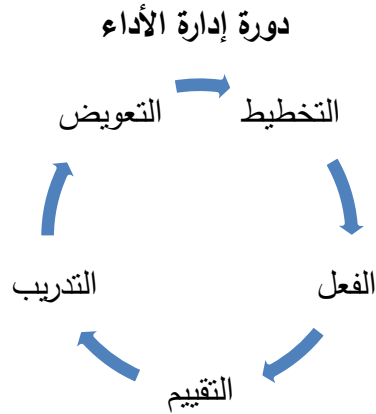 دورة إدارة الأداء
التخطيط
الفعل
التقييم
التدريب
التعويض